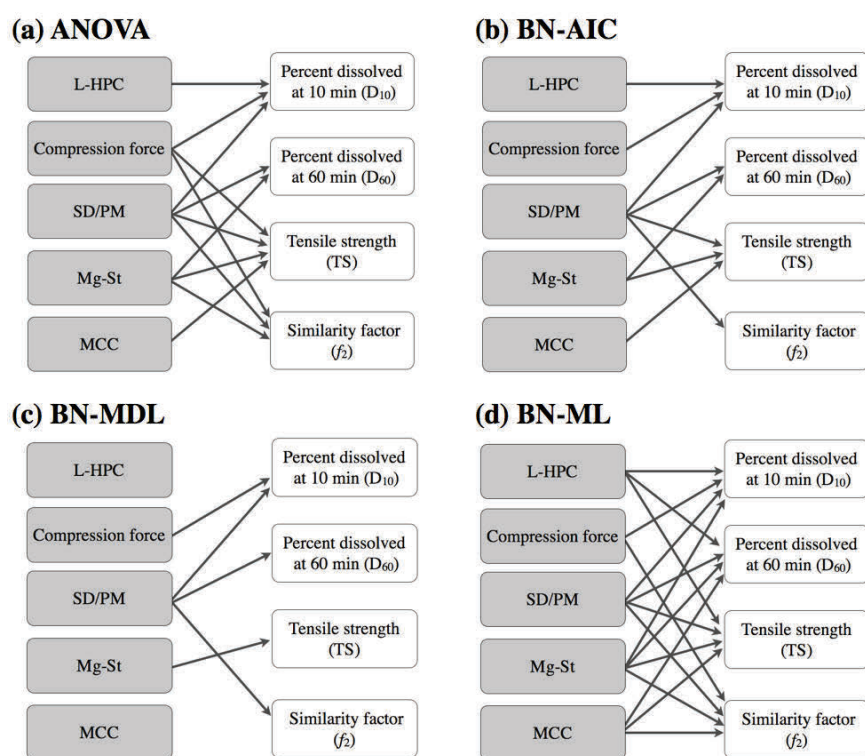 (a) ANOVA
L-HPC
Compression force
SD/PM
Mg-St
MCC
Percent dissolved
at 10 min (D₁₀)
Percent dissolved
at 60 min (D₆₀)
Tensile strength
(TS)
Similarity factor
(f₂)
(b) BN-AIC
L-HPC
Compression force
SD/PM
Mg-St
MCC
Percent dissolved
at 10 min (D₁₀)
Percent dissolved
at 60 min (D₆₀)
Tensile strength
(TS)
Similarity factor
(f₂)
(c) BN-MDL
L-HPC
Compression force
SD/PM
Mg-St
MCC
Percent dissolved
at 10 min (D₁₀)
Percent dissolved
at 60 min (D₆₀)
Tensile strength
(TS)
Similarity factor
(f₂)
(d) BN-ML
L-HPC
Compression force
SD/PM
Mg-St
MCC
Percent dissolved
at 10 min (D₁₀)
Percent dissolved
at 60 min (D₆₀)
Tensile strength
(TS)
Similarity factor
(f₂)